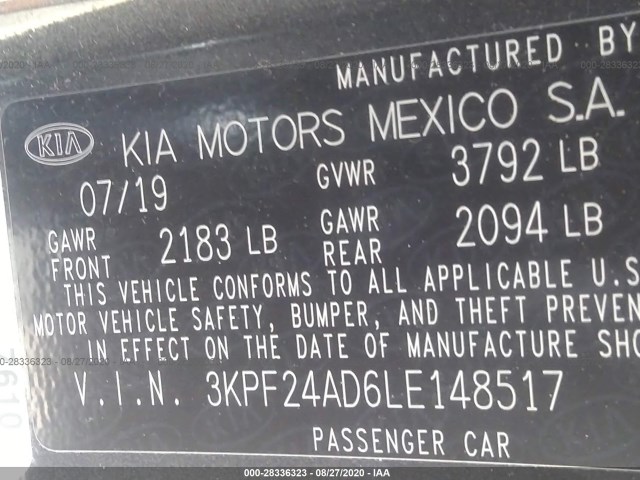 MANUFACTURED BY
KIA KIA MOTORS MEXICO S.A.
07/19 GVWR 3792 LB
GAWR FRONT 2183 LB GAWR REAR 2094 LB
THIS VEHICLE CONFORMS TO ALL APPLICABLE U.S
MOTOR VEHICLE SAFETY, BUMPER, AND THEFT PREVEN
IN EFFECT ON THE DATE OF MANUFACTURE SHO
V.I.N. 3KPF24AD6LE148517
PASSENGER CAR
000-28336323 - 08/27/2020 - IAA